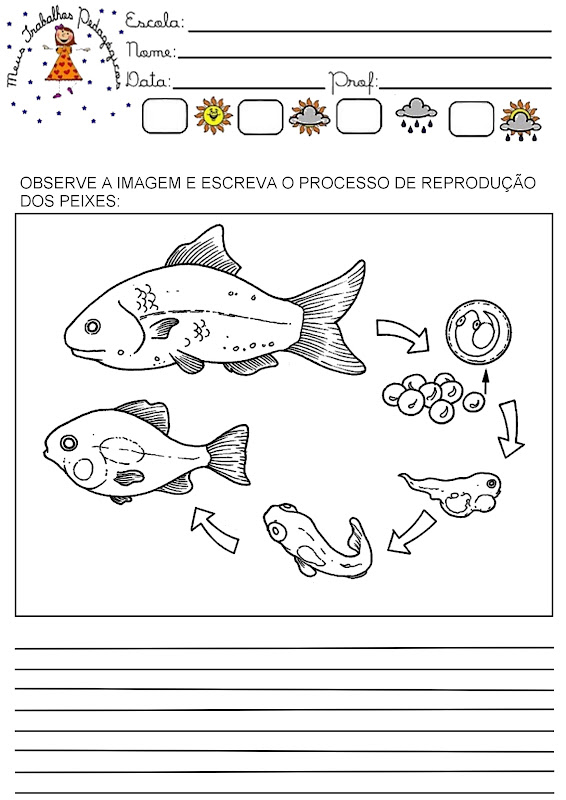 Meus Trabalhos Pedagógicos
Escola:
Nome:
Data: Prof:
OBSERVE A IMAGEM E ESCREVA O PROCESSO DE REPRODUÇÃO
DOS PEIXES: